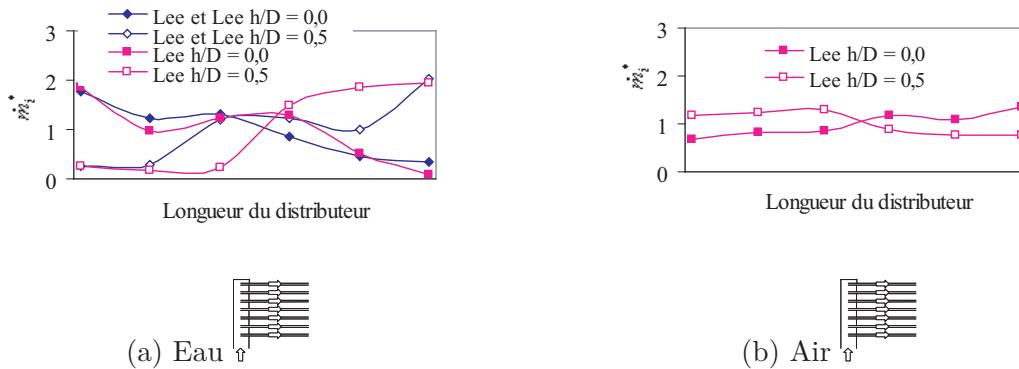 Lee et Lee h/D = 0,0
Lee et Lee h/D = 0,5
Lee h/D = 0,0
Lee h/D = 0,5
3
2
1
0
ṁᵢ*
Longueur du distributeur
(a) Eau
Lee h/D = 0,0
Lee h/D = 0,5
3
2
1
0
ṁᵢ*
Longueur du distributeur
(b) Air